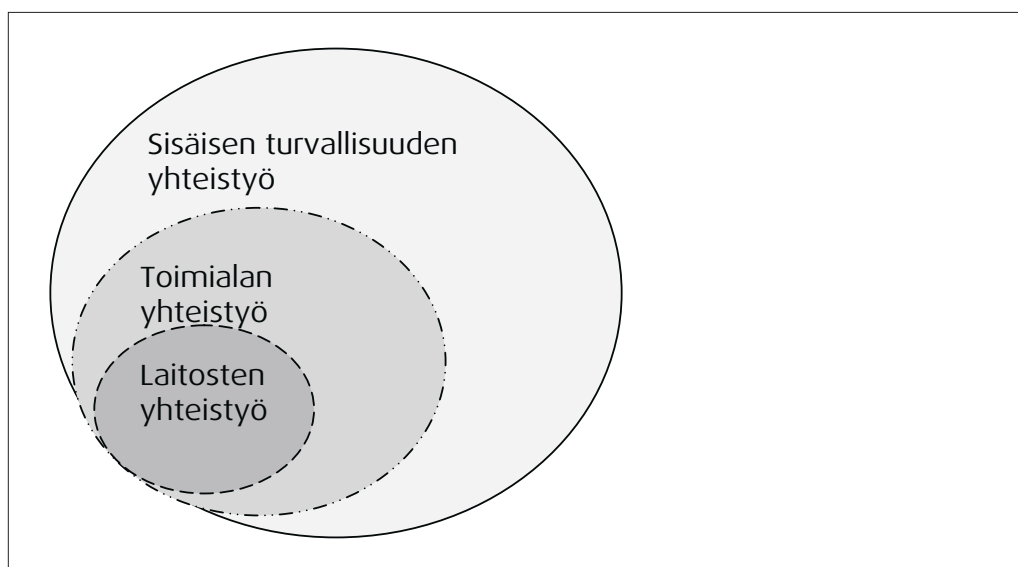 Sisäisen turvallisuuden
yhteistyö
Toimialan
yhteistyö
Laitosten
yhteistyö